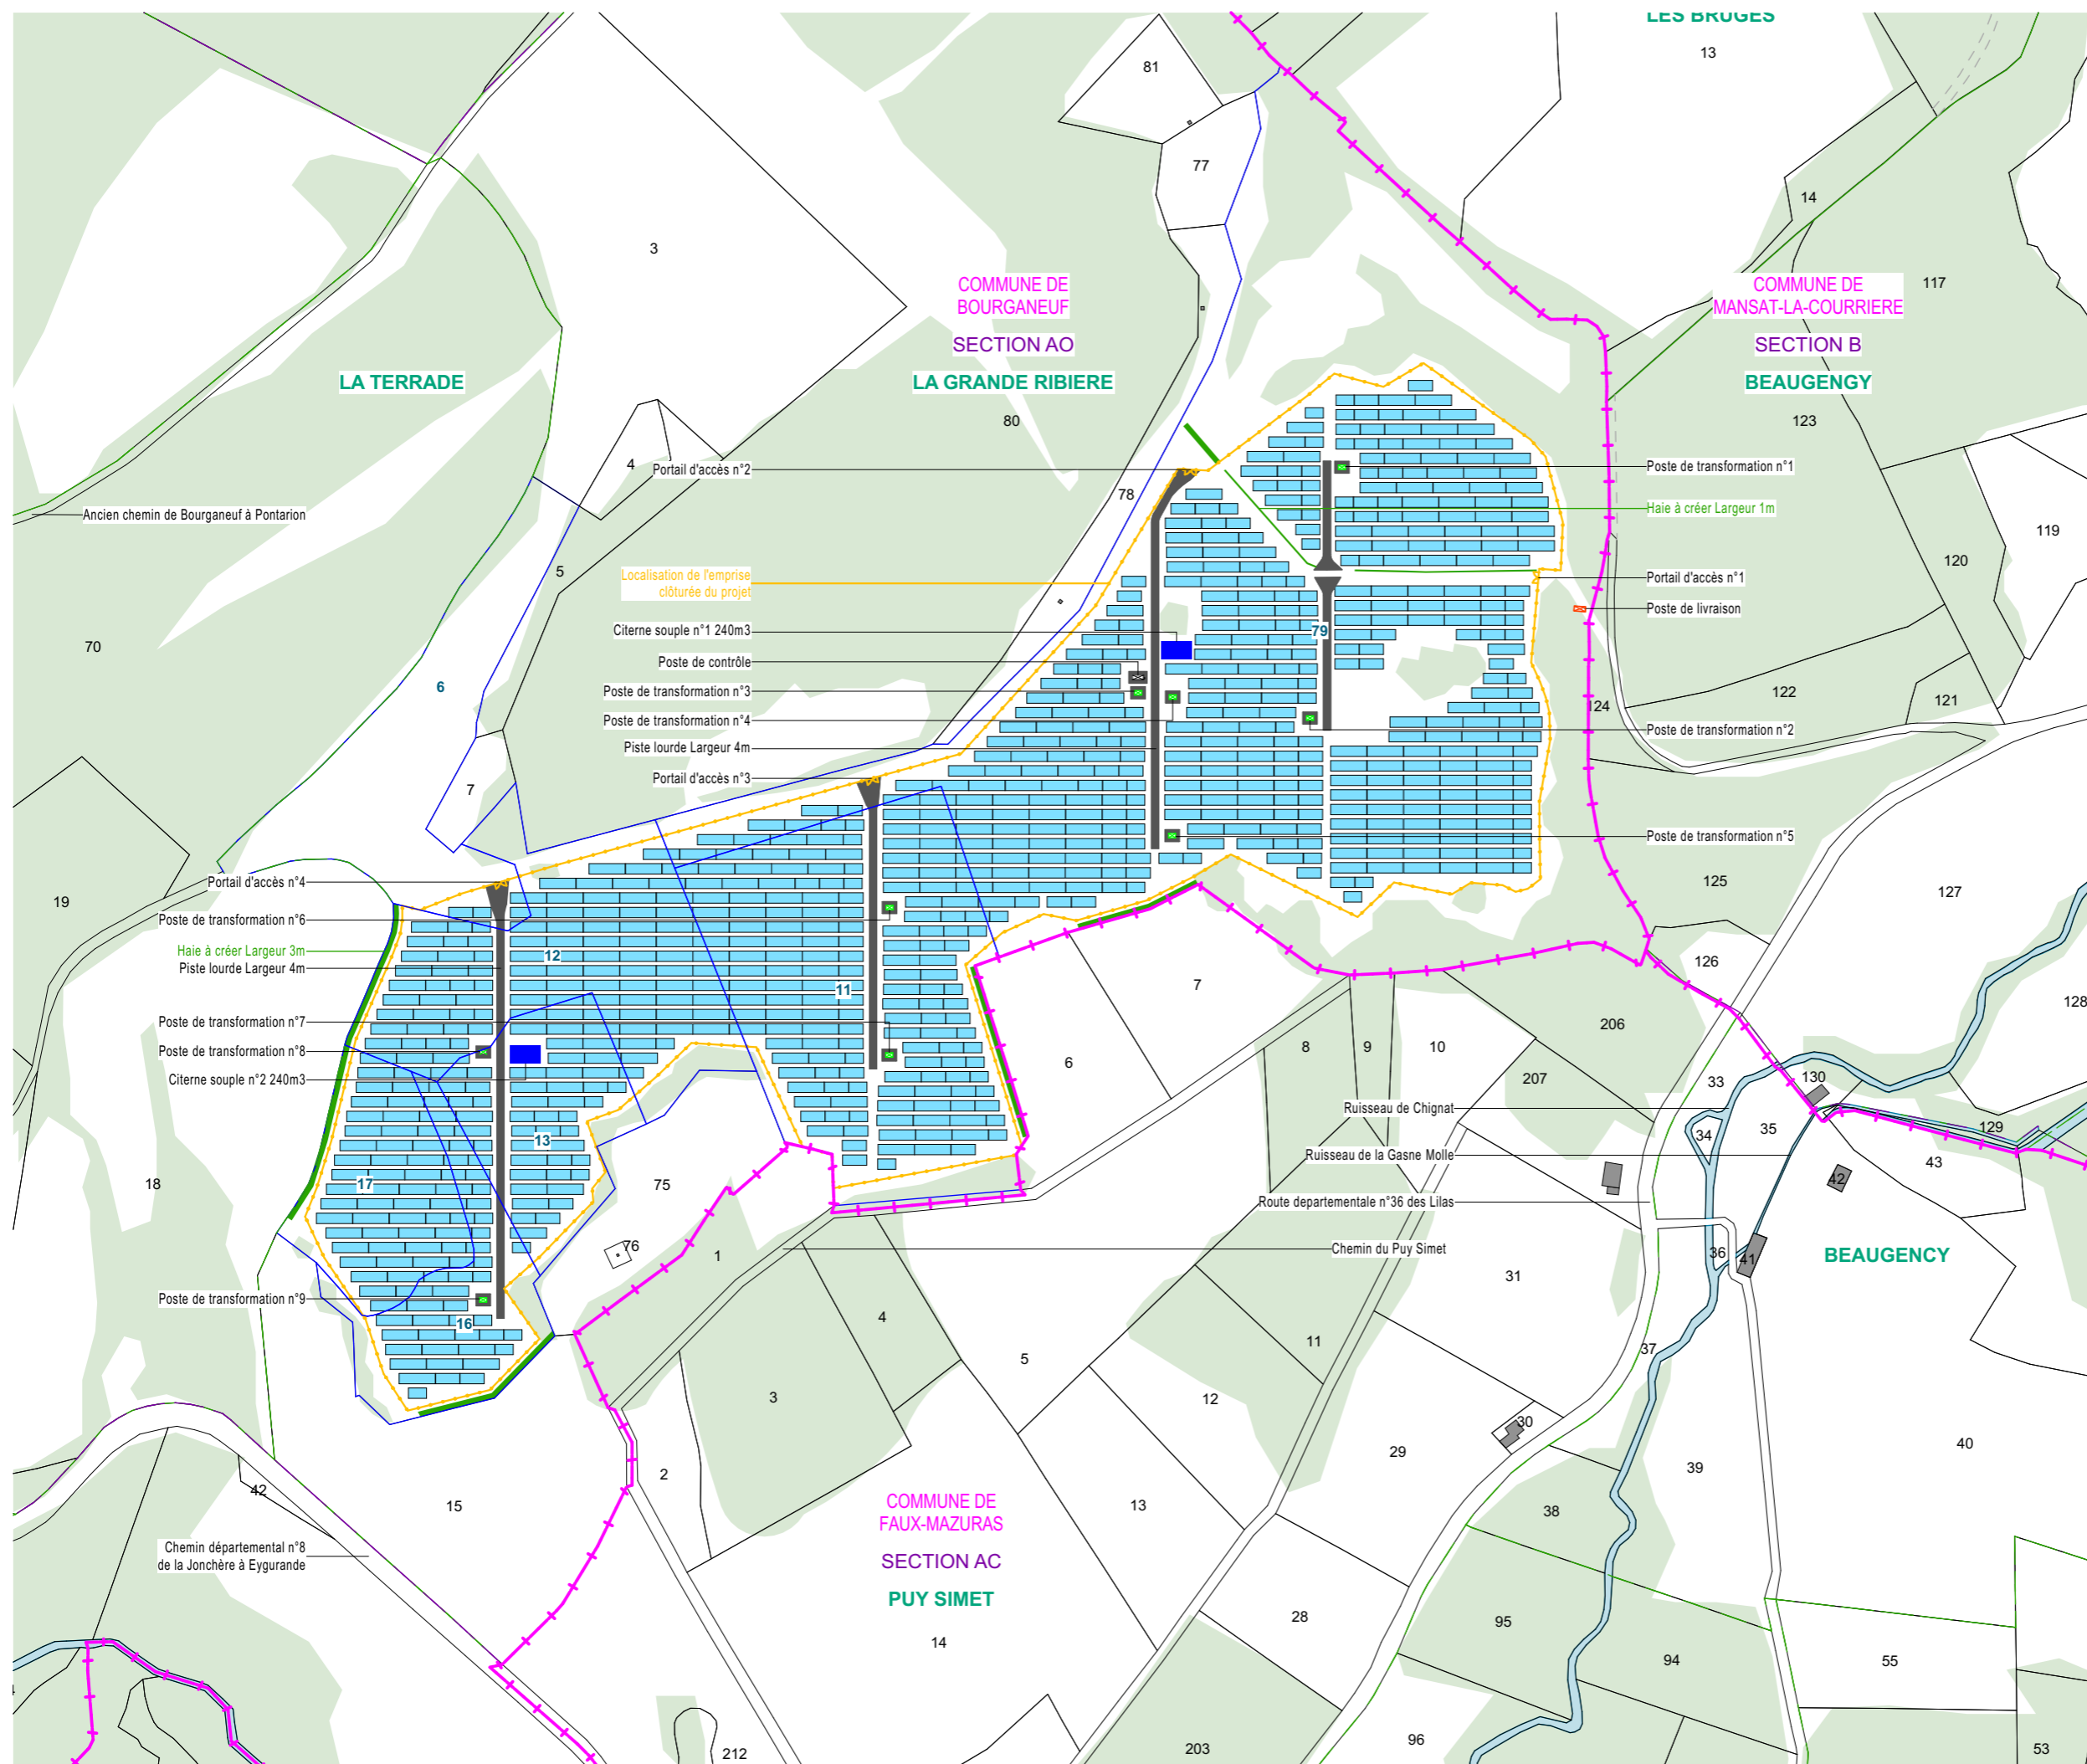 LES BRUGES
13
81
77
14
3
COMMUNE DE
BOURGANEUF
SECTION AO
LA GRANDE RIBIERE
80
COMMUNE DE
MANSAT-LA-COURRIERE
SECTION B
BEAUGENGY
123
117
LA TERRADE
4
Portail d'accès n°2
Poste de transformation n°1
78
Ancien chemin de Bourganeuf à Pontarion
Haie à créer Largeur 1m
119
120
5
Localisation de l'emprise
clôturée du projet
Portail d'accès n°1
Poste de livraison
Citerne souple n°1 240m3
79
70
Poste de contrôle
6
Poste de transformation n°3
122
121
124
Poste de transformation n°4
Poste de transformation n°2
Piste lourde Largeur 4m
Portail d'accès n°3
7
Poste de transformation n°5
Portail d'accès n°4
125
127
19
Poste de transformation n°6
Haie à créer Largeur 3m
12
Piste lourde Largeur 4m
126
7
11
128
Poste de transformation n°7
206
Poste de transformation n°8
8
9
10
6
Citerne souple n°2 240m3
207
33
130
Ruisseau de Chignat
13
34
35
129
Ruisseau de la Gasne Molle
43
18
17
75
42
Route departementale n°36 des Lilas
76
1
Chemin du Puy Simet
36
41
BEAUGENCY
31
Poste de transformation n°9
16
4
11
37
5
3
12
30
29
40
2
39
42
15
COMMUNE DE
FAUX-MAZURAS
13
38
Chemin départemental n°8
de la Jonchère à Eygurande
SECTION AC
PUY SIMET
28
95
14
94
55
96
212
203
53